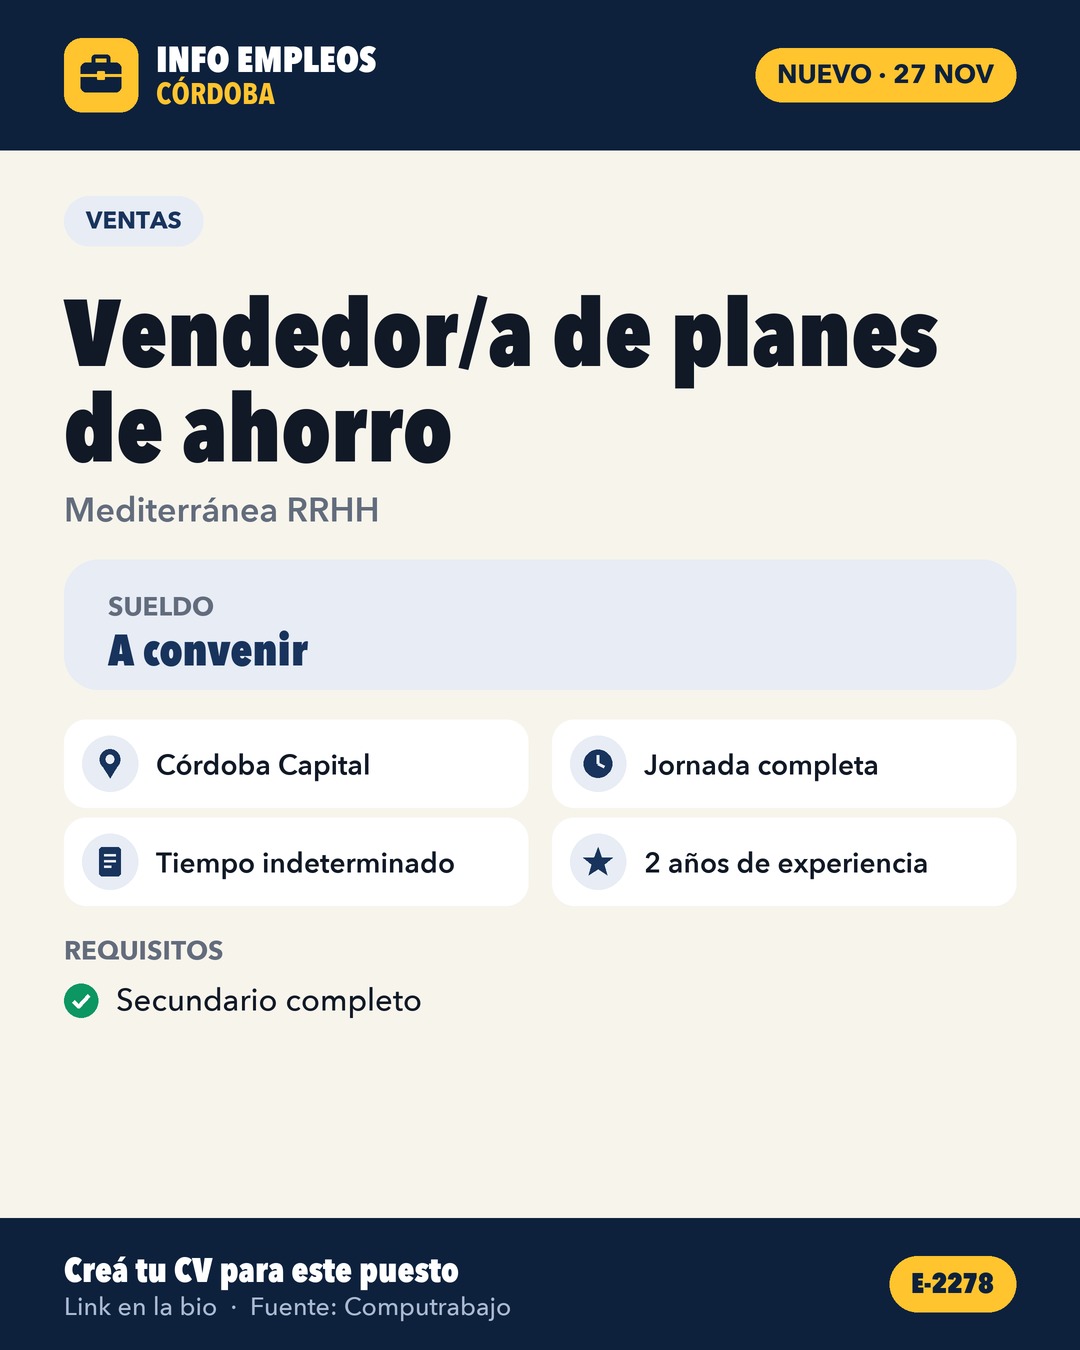 INFO EMPLEOS
CÓRDOBA
NUEVO · 27 NOV
VENTAS
Vendedor/a de planes
de ahorro
Mediterránea RRHH
SUELDO
A convenir
Córdoba Capital
Jornada completa
Tiempo indeterminado
2 años de experiencia
REQUISITOS
Secundario completo
Creá tu CV para este puesto
Link en la bio · Fuente: Computrabajo
E-2278